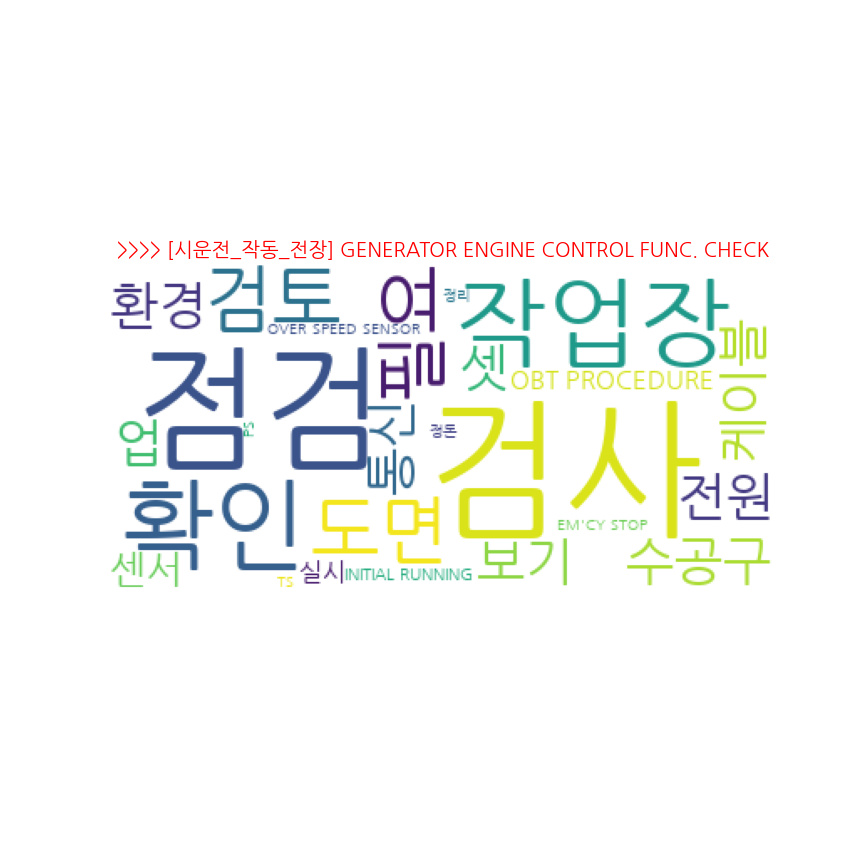 >>>> [시운전_작동_전장] GENERATOR ENGINE CONTROL FUNC. CHECK
환경
검토
필요
정리
작업장
OVER SPEED SENSOR
케이블
점검
셋
OBT PROCEDURE
업
PS
통신
정돈
검사
확인
도면
전원
EM'CY STOP
센서
TS
실시
INITIAL RUNNING
보기
수공구